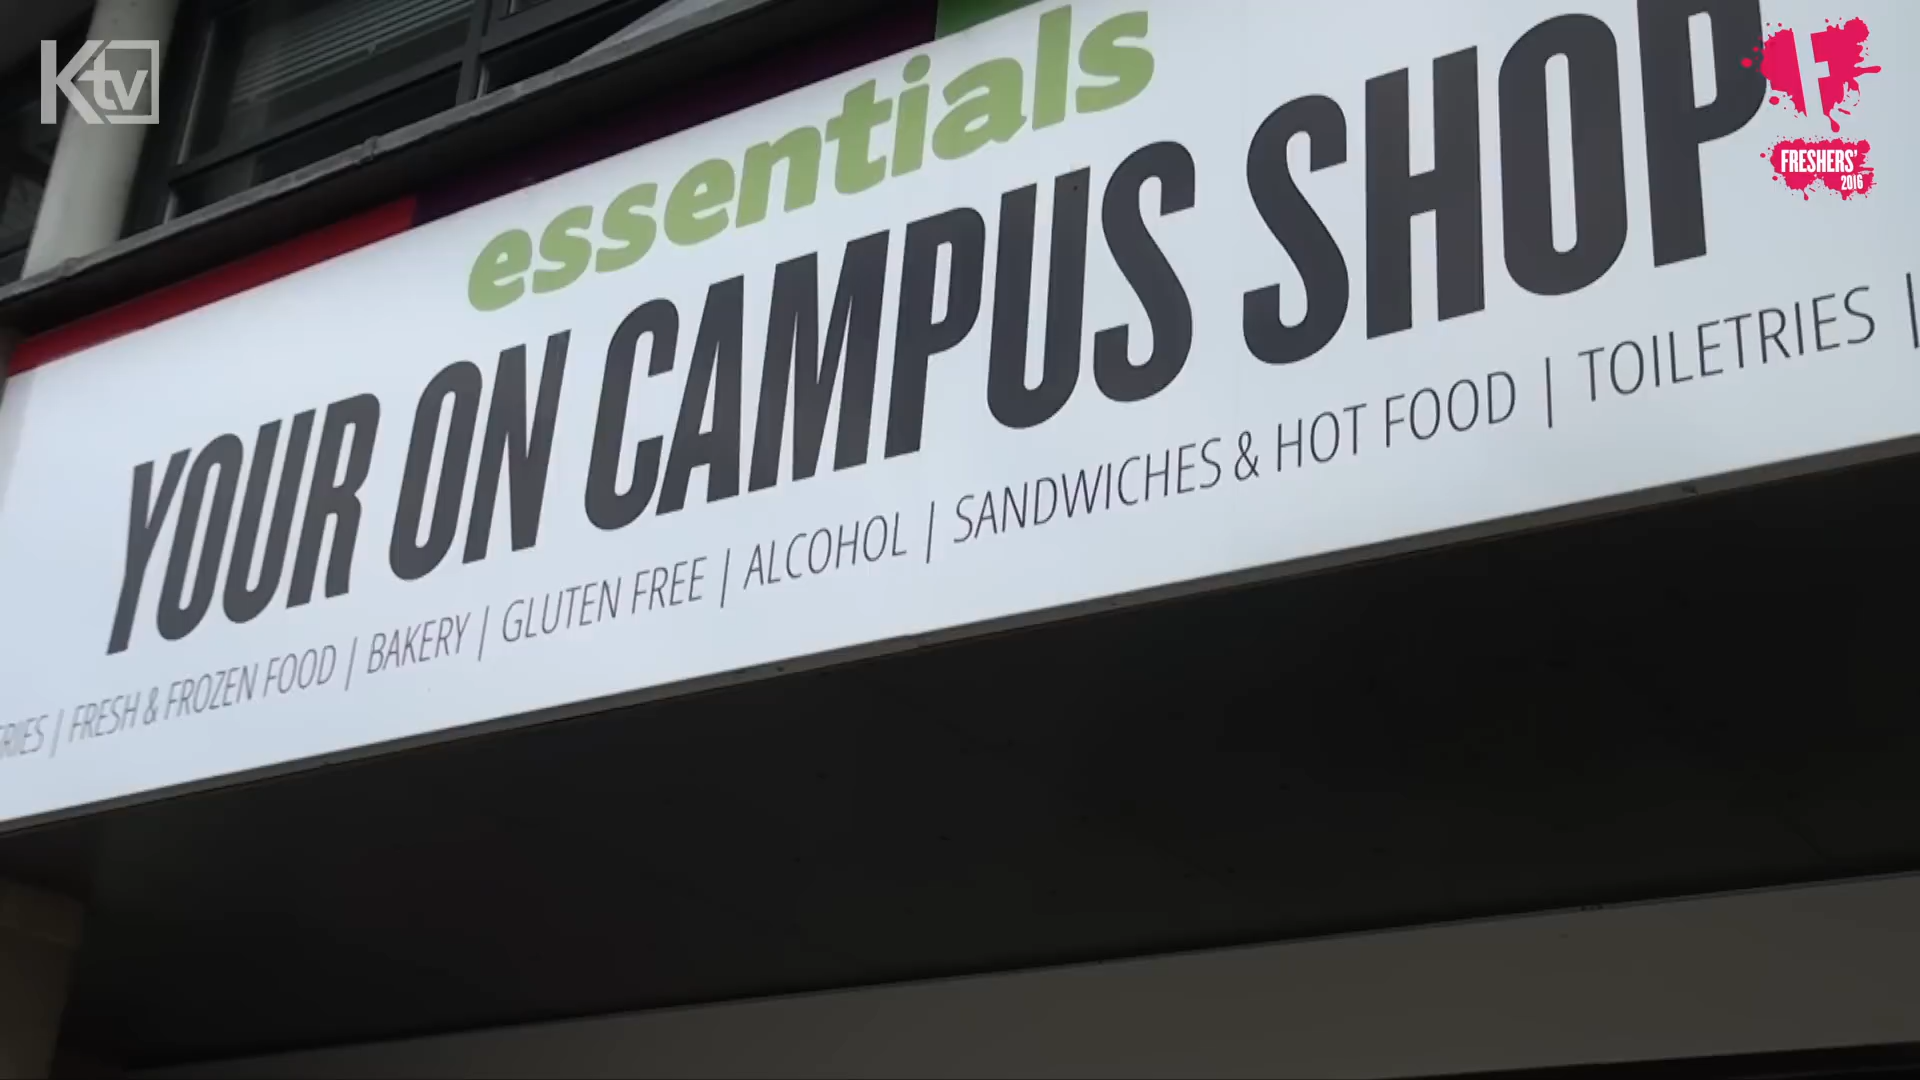 Ktv
F
FRESHERS'
2016
essentials
YOUR ON CAMPUS SHOP
| FRESH & FROZEN FOOD | BAKERY | GLUTEN FREE | ALCOHOL | SANDWICHES & HOT FOOD | TOILETRIES |